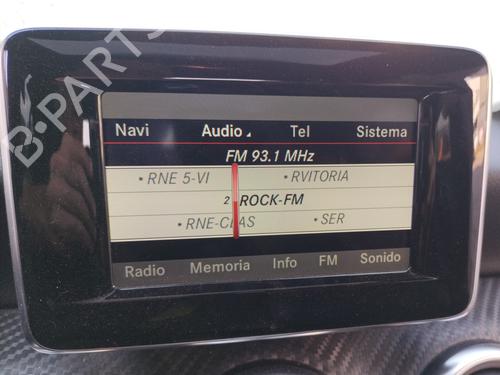 B-PARTS
Navi Audio Tel Sistema
FM 93.1 MHz
• RNE 5-VI • RVITORIA
2 ROCK-FM
• RNE-CLAS • SER
Radio Memoria Info FM Sonido